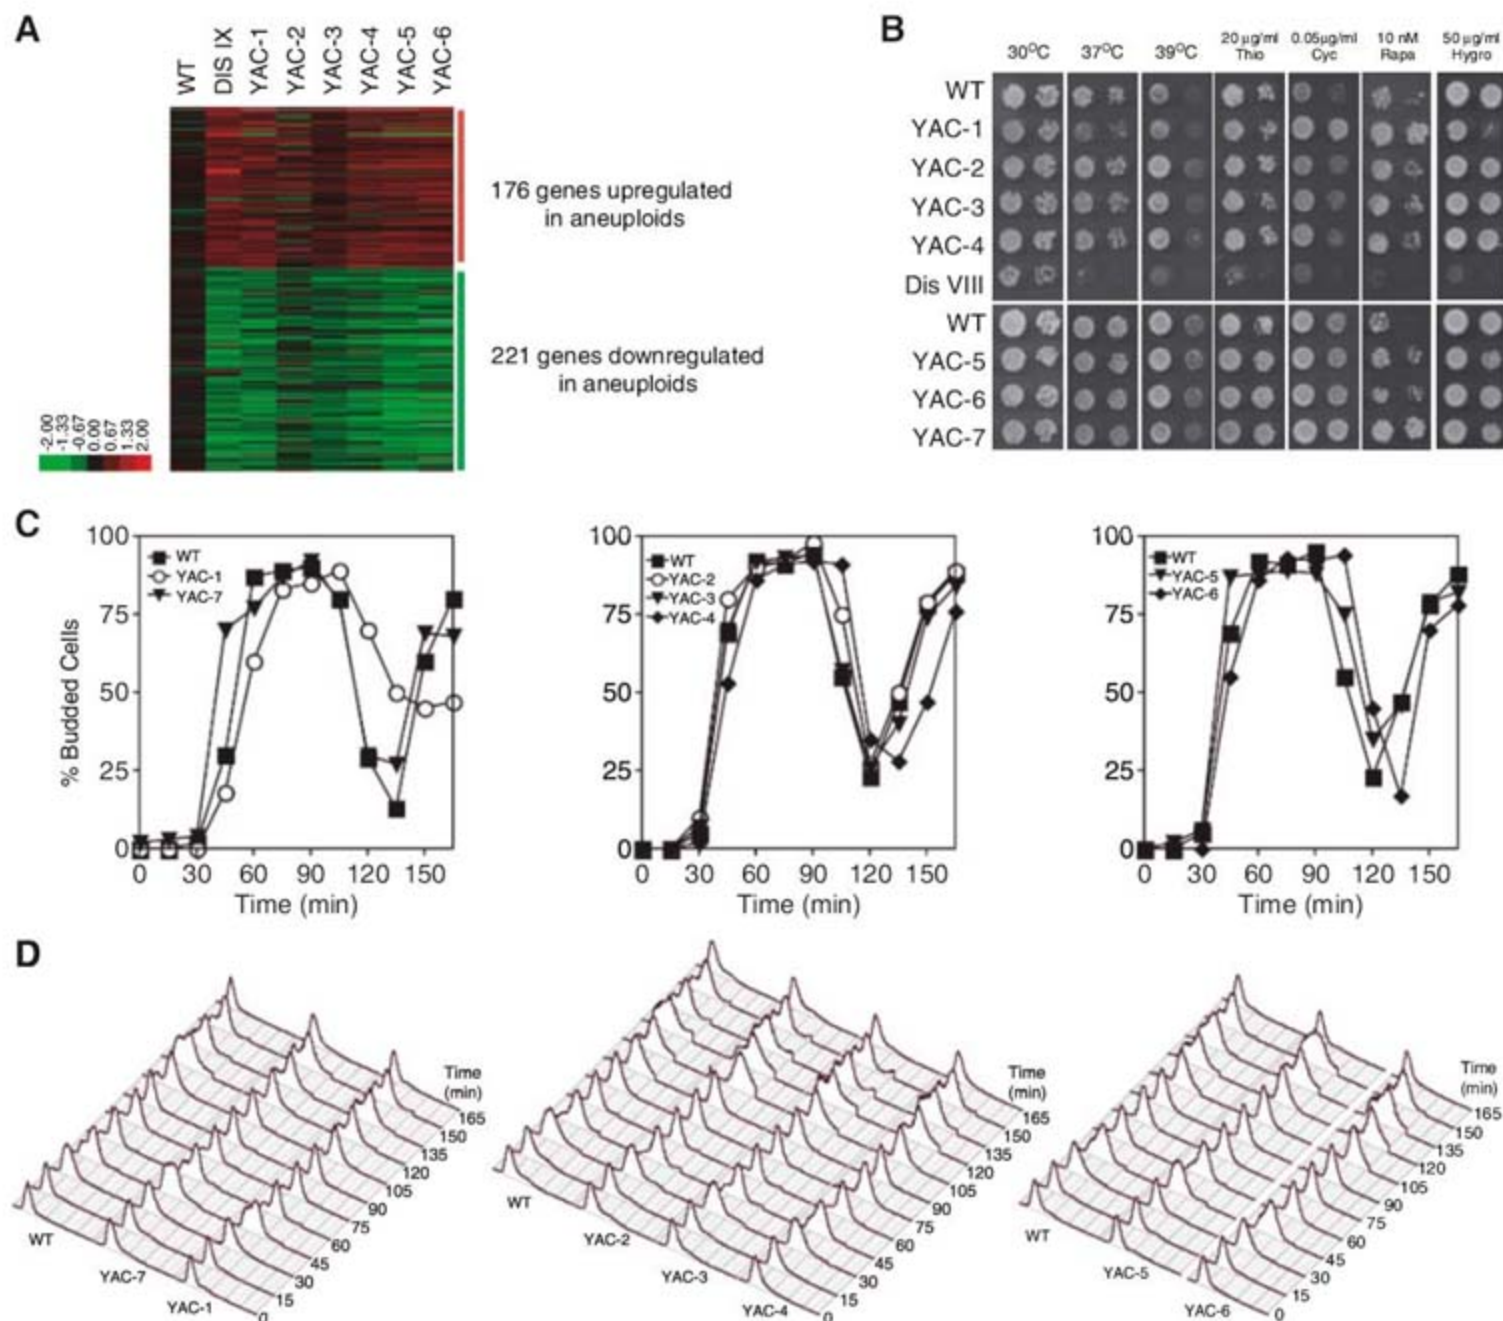 A
WT
DIS IX
YAC-1
YAC-2
YAC-3
YAC-4
YAC-5
YAC-6
176 genes upregulated
in aneuploids
221 genes downregulated
in aneuploids
-2.00
-1.33
-0.67
0.00
0.67
1.33
2.00
B
30°C
37°C
39°C
20 µg/ml
Thio
0.05µg/ml
Cyc
10 nM
Rapa
50 µg/ml
Hygro
WT
YAC-1
YAC-2
YAC-3
YAC-4
Dis VIII
WT
YAC-5
YAC-6
YAC-7
C
% Budded Cells
100
75
50
25
0
WT
YAC-1
YAC-7
0 30 60 90 120 150
Time (min)
100
75
50
25
0
WT
YAC-2
YAC-3
YAC-4
0 30 60 90 120 150
Time (min)
100
75
50
25
0
WT
YAC-5
YAC-6
0 30 60 90 120 150
Time (min)
D
Time
(min)
165
150
135
120
105
90
75
60
45
30
15
0
WT
YAC-7
YAC-1
Time
(min)
165
150
135
120
105
90
75
60
45
30
15
0
WT
YAC-2
YAC-3
YAC-4
Time
(min)
165
150
135
120
105
90
75
60
45
30
15
0
WT
YAC-5
YAC-6